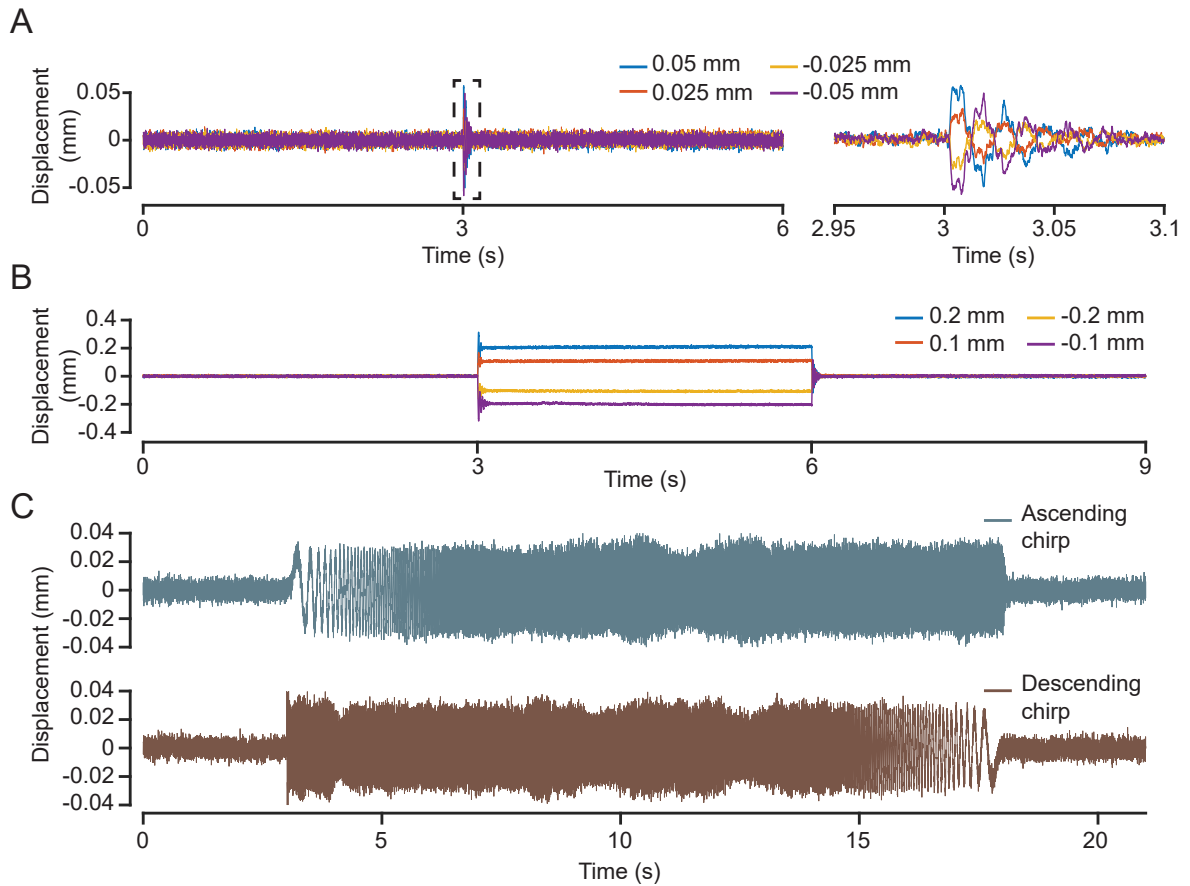 A
Displacement
(mm)
0.05
0
-0.05
0.05 mm
0.025 mm
-0.025 mm
-0.05 mm
0
3
6
Time (s)
2.95
3
3.05
3.1
Time (s)
B
Displacement
(mm)
0.4
0.2
0
-0.2
-0.4
0.2 mm
0.1 mm
-0.2 mm
-0.1 mm
0
3
6
9
Time (s)
C
Displacement (mm)
0.04
0.02
0
-0.02
-0.04
Ascending
chirp
0.04
0.02
0
-0.02
-0.04
Descending
chirp
0
5
10
15
20
Time (s)